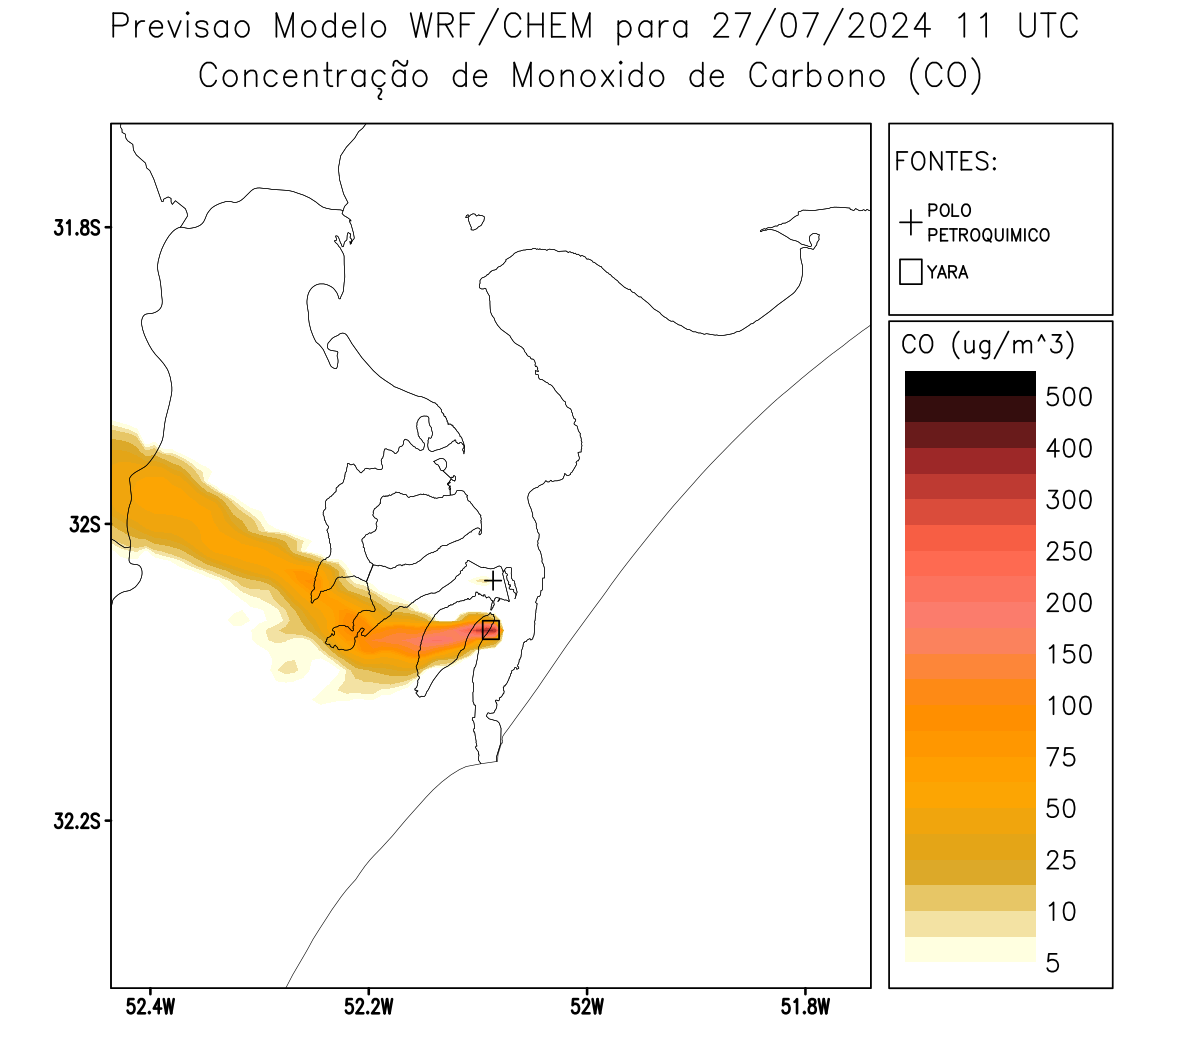 Previsao Modelo WRF/CHEM para 27/07/2024 11 UTC
Concentração de Monoxido de Carbono (CO)
FONTES:
POLO
PETROQUIMICO
YARA
CO (ug/m^3)
500
400
300
250
200
150
100
75
50
25
10
5
31.8S
32S
32.2S
52.4W
52.2W
52W
51.8W